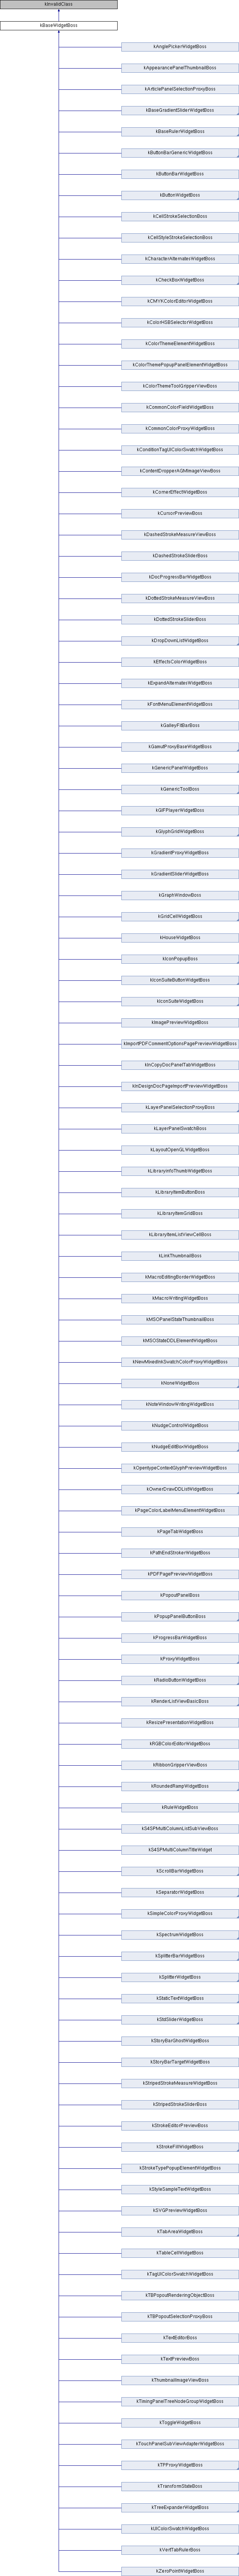 kInvalidClass
kBaseWidgetBoss
kAnglePickerWidgetBoss
kAppearancePanelThumbnailBoss
kArticlePanelSelectionProxyBoss
kBaseGradientSliderWidgetBoss
kBaseRulerWidgetBoss
kButtonBarGenericWidgetBoss
kButtonBarWidgetBoss
kButtonWidgetBoss
kCellStrokeSelectionBoss
kCellStyleStrokeSelectionBoss
kCharacterAlternatesWidgetBoss
kCheckBoxWidgetBoss
kCMYKColorEditorWidgetBoss
kColorHSBSelectorWidgetBoss
kColorThemeElementWidgetBoss
kColorThemePopupPanelElementWidgetBoss
kColorThemeToolGripperViewBoss
kCommonColorFieldWidgetBoss
kCommonColorProxyWidgetBoss
kConditionTagUIColorSwatchWidgetBoss
kContentDropperAGMImageViewBoss
kCornerEffectWidgetBoss
kCursorPreviewBoss
kDashedStrokeMeasureViewBoss
kDashedStrokeSliderBoss
kDocProgressBarWidgetBoss
kDottedStrokeMeasureViewBoss
kDottedStrokeSliderBoss
kDropDownListWidgetBoss
kEffectsColorWidgetBoss
kExpandAlternatesWidgetBoss
kFontMenuElementWidgetBoss
kGalleyFitBarBoss
kGamutProxyBaseWidgetBoss
kGenericPanelWidgetBoss
kGenericToolBoss
kGIFPlayerWidgetBoss
kGlyphGridWidgetBoss
kGradientProxyWidgetBoss
kGradientSliderWidgetBoss
kGraphWindowBoss
kGridCellWidgetBoss
kHouseWidgetBoss
kIconPopupBoss
kIconSuiteButtonWidgetBoss
kIconSuiteWidgetBoss
kImagePreviewWidgetBoss
kImportPDFCommentOptionsPagePreviewWidgetBoss
kInCopyDocPanelTabWidgetBoss
kInDesignDocPageImportPreviewWidgetBoss
kLayerPanelSelectionProxyBoss
kLayerPanelSwatchBoss
kLayoutOpenGLWidgetBoss
kLibraryInfoThumbWidgetBoss
kLibraryItemButtonBoss
kLibraryItemGridBoss
kLibraryItemListViewCellBoss
kLinkThumbnailBoss
kMacroEditingBorderWidgetBoss
kMacroWritingWidgetBoss
kMSOPanelStateThumbnailBoss
kMSOStateDDLElementWidgetBoss
kNewMixedInkSwatchColorProxyWidgetBoss
kNoneWidgetBoss
kNoteWindowWritingWidgetBoss
kNudgeControlWidgetBoss
kNudgeEditBoxWidgetBoss
kOpentypeContextGlyphPreviewWidgetBoss
kOwnerDrawDDListWidgetBoss
kPageColorLabelMenuElementWidgetBoss
kPageTabWidgetBoss
kPathEndStrokerWidgetBoss
kPDFPagePreviewWidgetBoss
kPopoutPanelBoss
kPopupPanelButtonBoss
kProgressBarWidgetBoss
kProxyWidgetBoss
kRadioButtonWidgetBoss
kRenderListViewBasicBoss
kResizePresentationWidgetBoss
kRGBColorEditorWidgetBoss
kRibbonGripperViewBoss
kRoundedRampWidgetBoss
kRuleWidgetBoss
kS4SPMultiColumnListSubViewBoss
kS4SPMultiColumnTitleWidget
kScrollBarWidgetBoss
kSeparatorWidgetBoss
kSimpleColorProxyWidgetBoss
kSpectrumWidgetBoss
kSplitterBarWidgetBoss
kSplitterWidgetBoss
kStaticTextWidgetBoss
kStdSliderWidgetBoss
kStoryBarGhostWidgetBoss
kStoryBarTargetWidgetBoss
kStripedStrokeMeasureWidgetBoss
kStripedStrokeSliderBoss
kStrokeEditorPreviewBoss
kStrokeFillWidgetBoss
kStrokeTypePopupElementWidgetBoss
kStyleSampleTextWidgetBoss
kSVGPreviewWidgetBoss
kTabAreaWidgetBoss
kTableCellWidgetBoss
kTagUIColorSwatchWidgetBoss
kTBPopoutRenderingObjectBoss
kTBPopoutSelectionProxyBoss
kTextEditorBoss
kTextPreviewBoss
kThumbnailImageViewBoss
kTimingPanelTreeNodeGroupWidgetBoss
kToggleWidgetBoss
kTouchPanelSubViewAdapterWidgetBoss
kTPProxyWidgetBoss
kTransformStateBoss
kTreeExpanderWidgetBoss
kUIColorSwatchWidgetBoss
kVertTabRulerBoss
kZeroPointWidgetBoss